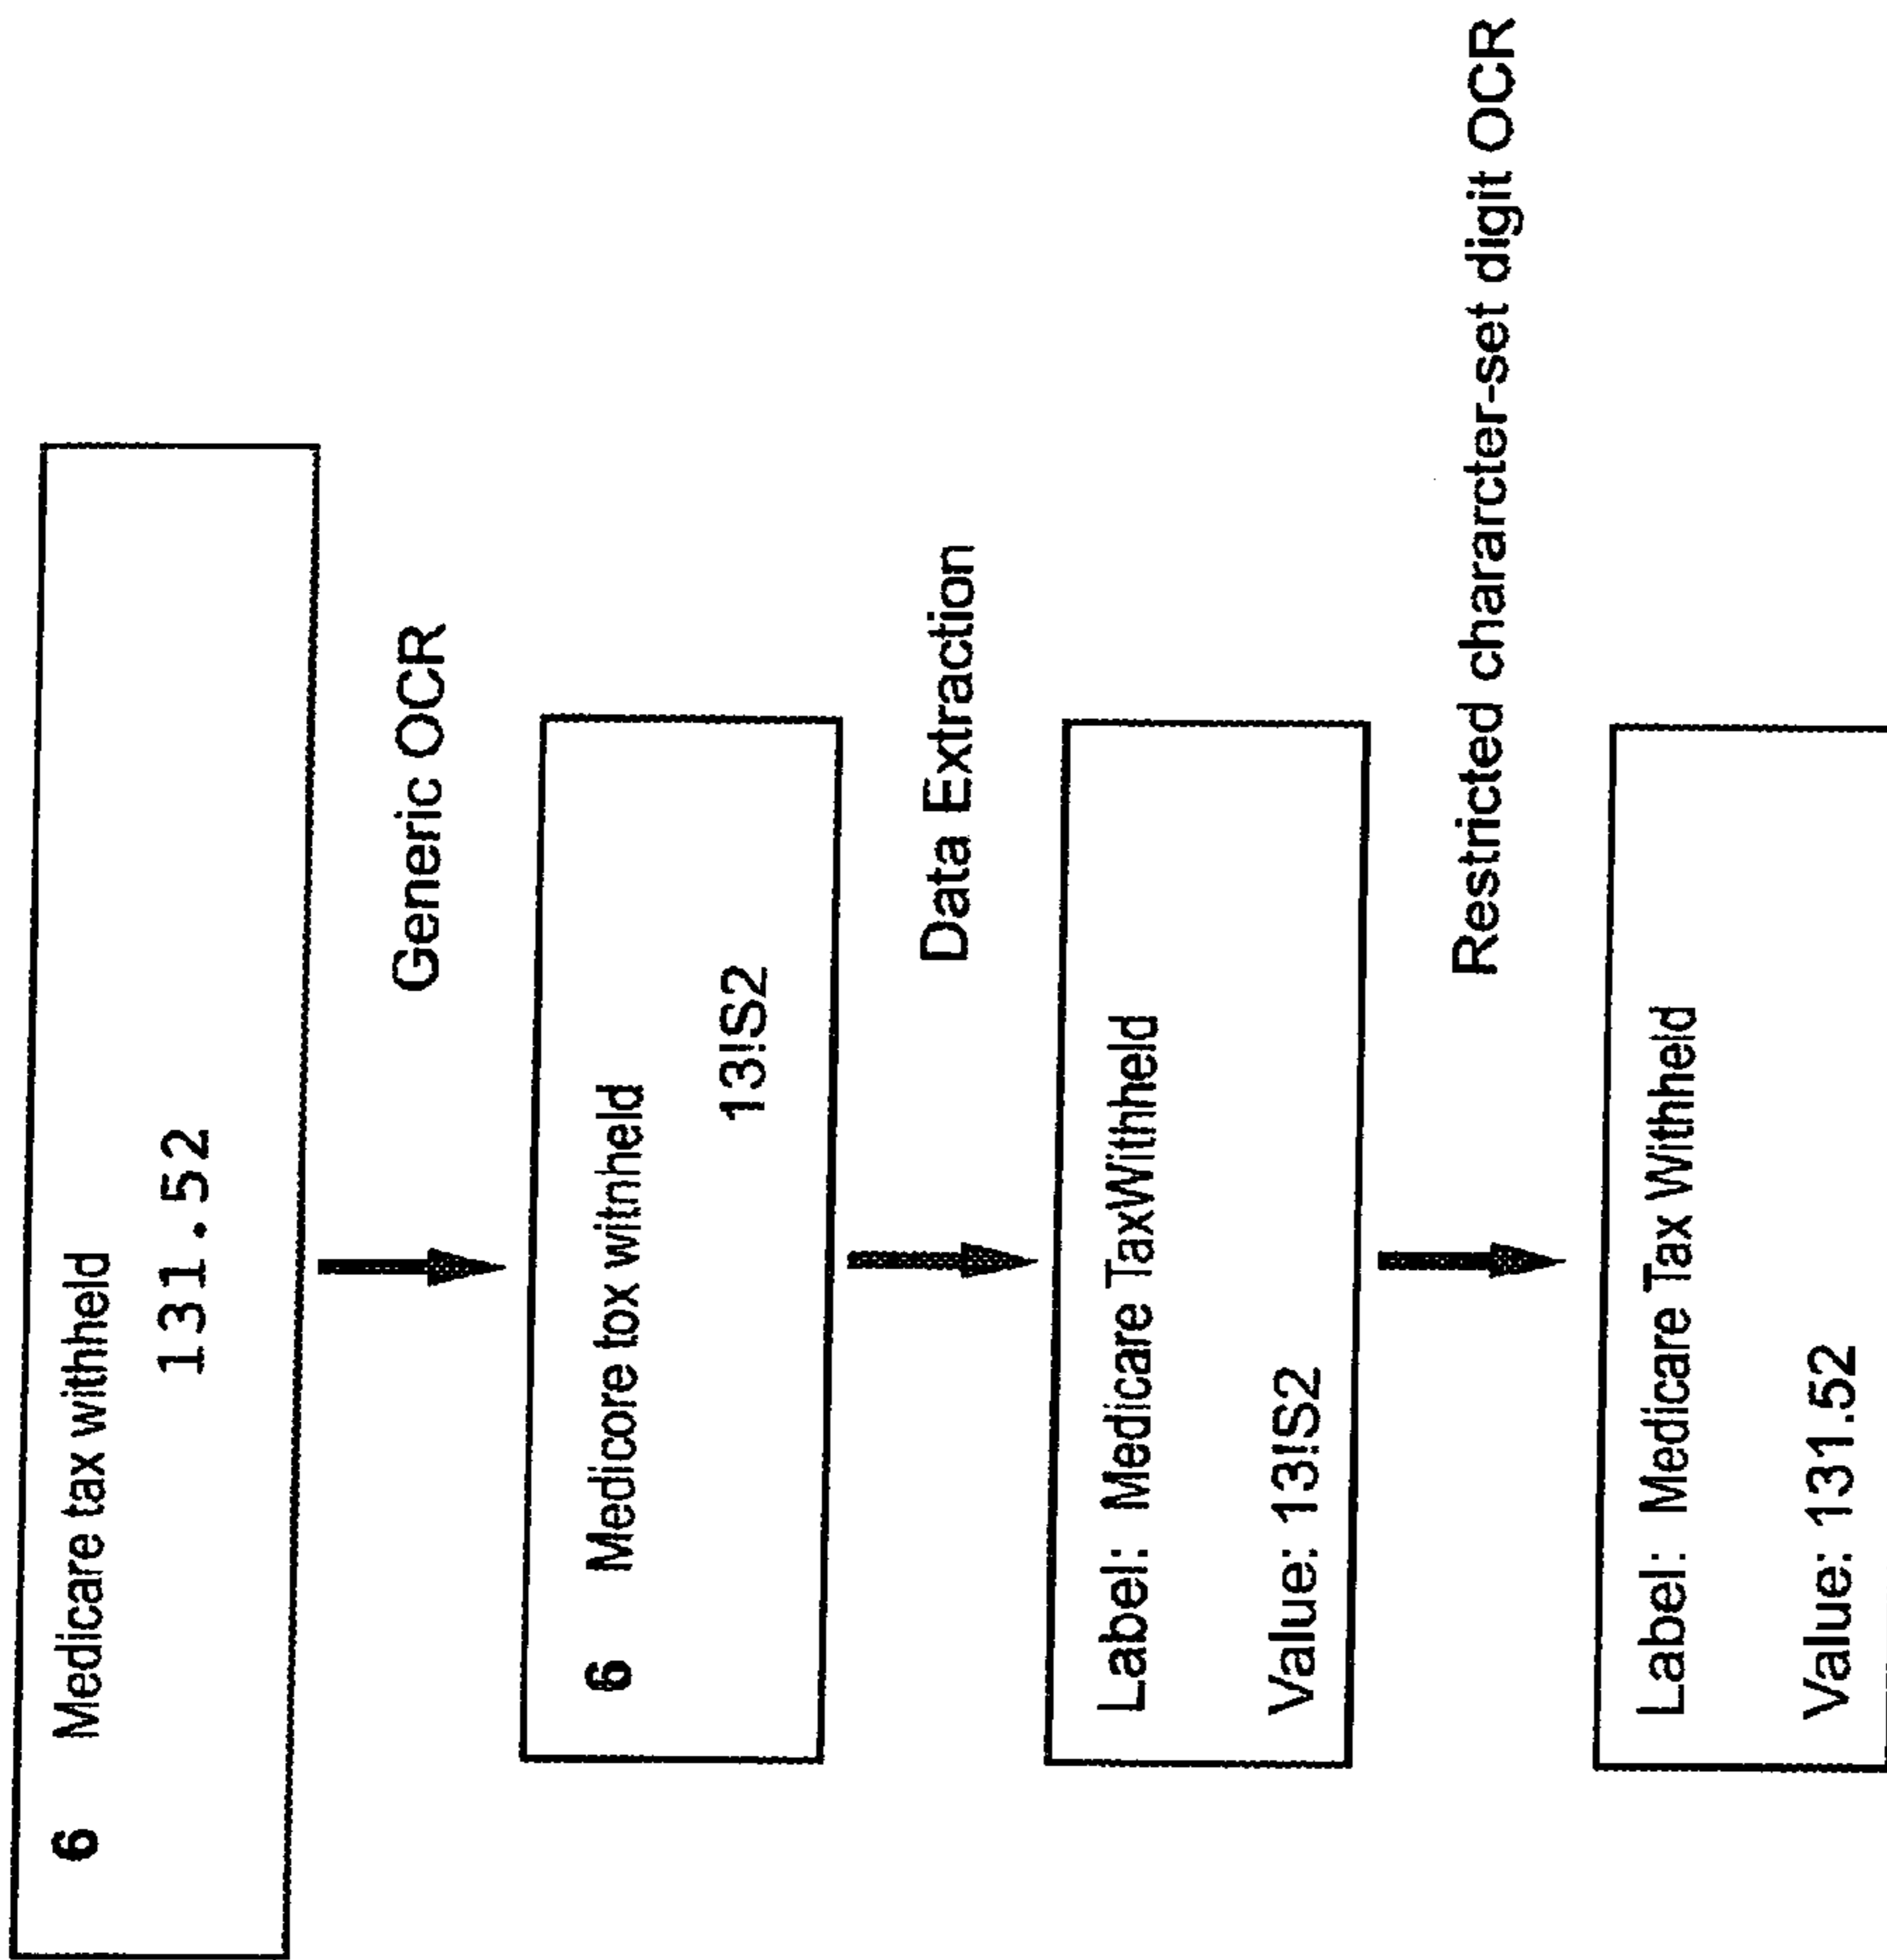 6 Medicare tax withheld
131.52
Generic OCR
6 Medicore tox witnheld
13!S2
Data Extraction
Label: Medicare TaxWithheld
Value: 13!S2
Restricted chararcter-set digit OCR
Label: Medicare Tax Withheld
Value: 131.52